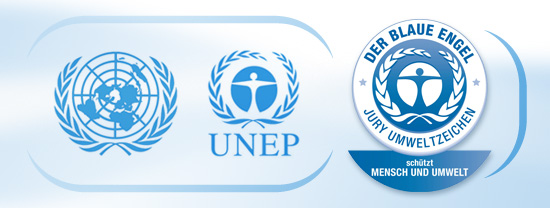 UNEP
DER BLAUE ENGEL
JURY UMWELTZEICHEN
schützt
MENSCH UND UMWELT